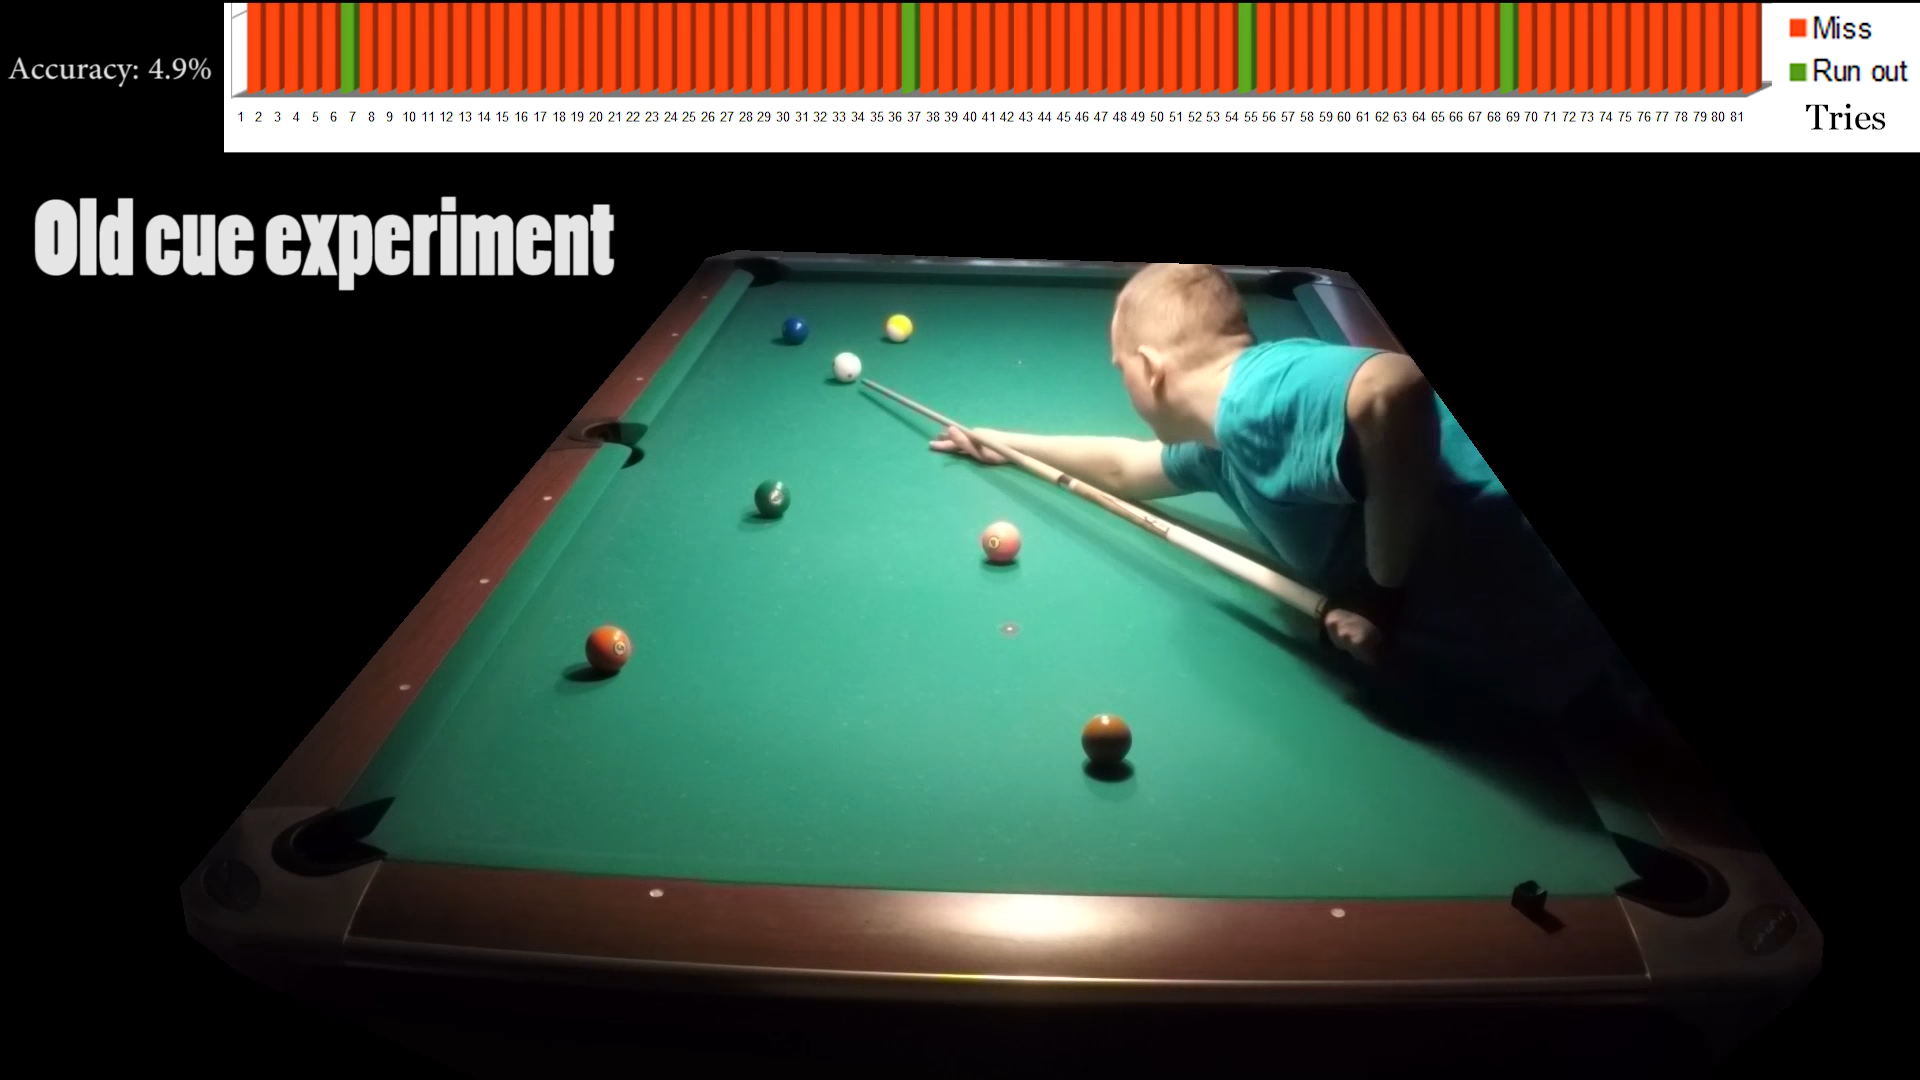 Accuracy: 4.9%
Miss
Run out
Tries
1 2 3 4 5 6 7 8 9 10 11 12 13 14 15 16 17 18 19 20 21 22 23 24 25 26 27 28 29 30 31 32 33 34 35 36 37 38 39 40 41 42 43 44 45 46 47 48 49 50 51 52 53 54 55 56 57 58 59 60 61 62 63 64 65 66 67 68 69 70 71 72 73 74 75 76 77 78 79 80 81
Old cue experiment